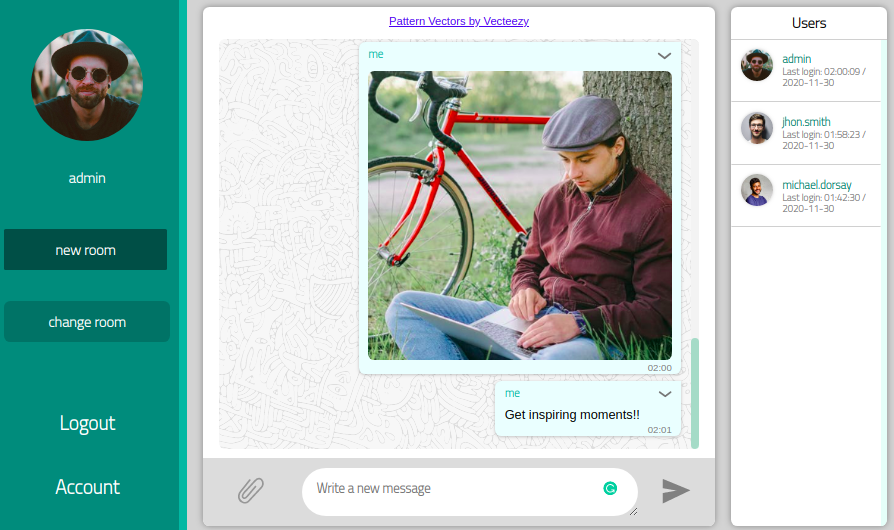 admin
new room
change room
Logout
Account
Pattern Vectors by Vecteezy
me
02:00
me
Get inspiring moments!!
02:01
Write a new message
Users
admin
Last login: 02:00:09 /
2020-11-30
jhon.smith
Last login: 01:58:23 /
2020-11-30
michael.dorsay
Last login: 01:42:30 /
2020-11-30